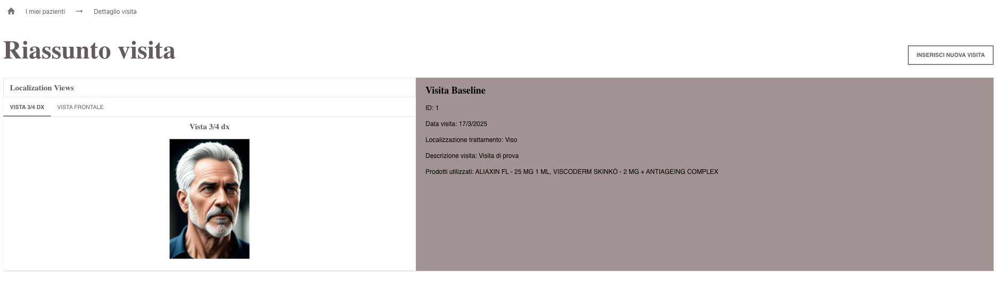 I miei pazienti → Dettaglio visita
Riassunto visita
INSERISCI NUOVA VISITA
Localization Views
VISTA 3/4 DX VISTA FRONTALE
Vista 3/4 dx
Visita Baseline
ID: 1
Data visita: 17/3/2025
Localizzazione trattamento: Viso
Descrizione visita: Visita di prova
Prodotti utilizzati: ALIAXIN FL - 25 MG 1 ML, VISCODERM SKINKÓ - 2 MG + ANTIAGEING COMPLEX